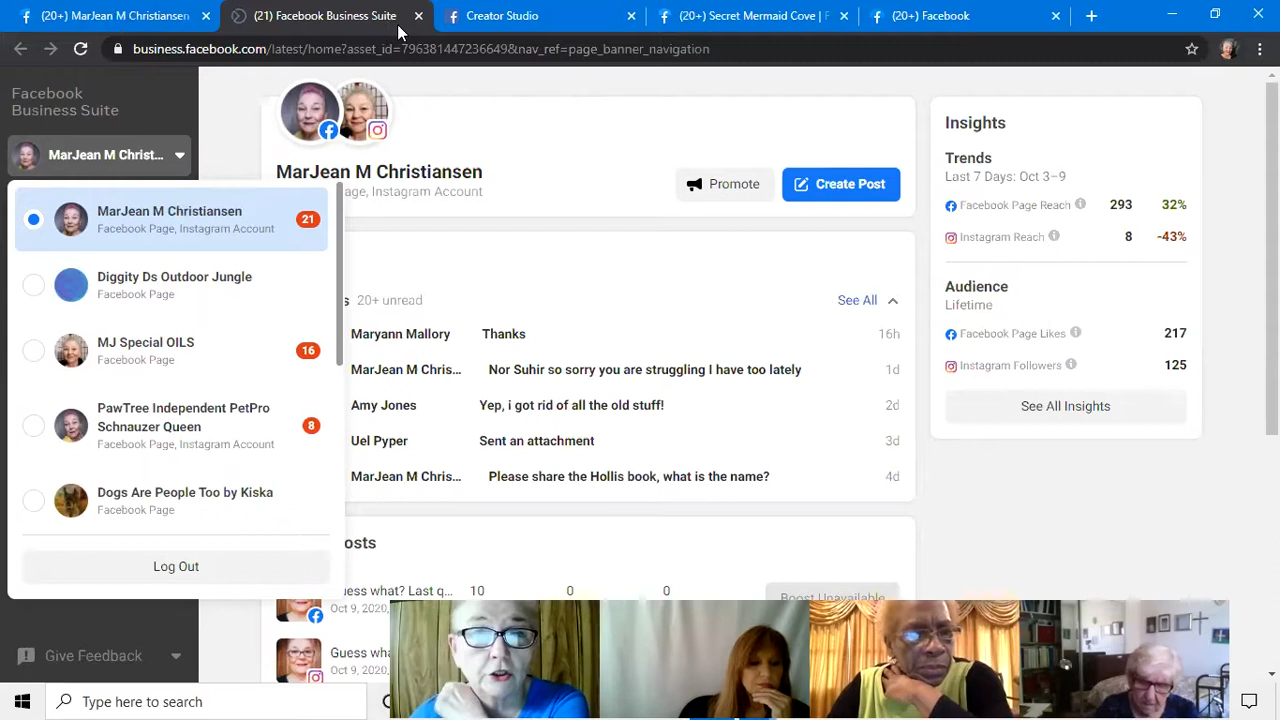 (20+) MarJean M Christiansen
(21) Facebook Business Suite
Creator Studio
(20+) Secret Mermaid Cove | F
(20+) Facebook
business.facebook.com/latest/home?asset_id=796381447236649&nav_ref=page_banner_navigation
Facebook
Business Suite
MarJean M Christ...
MarJean M Christiansen
Facebook Page, Instagram Account
21
Diggity Ds Outdoor Jungle
Facebook Page
MJ Special OILS
Facebook Page
16
PawTree Independent PetPro
Schnauzer Queen
Facebook Page, Instagram Account
8
Dogs Are People Too by Kiska
Facebook Page
Log Out
Give Feedback
MarJean M Christiansen
age, Instagram Account
Promote
Create Post
s 20+ unread
See All
Maryann Mallory Thanks 16h
MarJean M Chris... Nor Suhir so sorry you are struggling I have too lately 1d
Amy Jones Yep, i got rid of all the old stuff! 2d
Uel Pyper Sent an attachment 3d
MarJean M Chris... Please share the Hollis book, what is the name? 4d
osts
uess what? Last q... 10 0 0
Oct 9, 2020,
Boost Unavailable
Guess wha
Oct 9, 2020,
Insights
Trends
Last 7 Days: Oct 3–9
Facebook Page Reach 293 32%
Instagram Reach 8 -43%
Audience
Lifetime
Facebook Page Likes 217
Instagram Followers 125
See All Insights
Type here to search